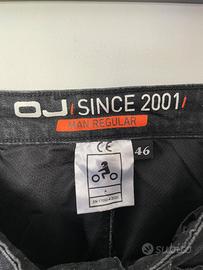 OJ SINCE 2001
MAN REGULAR
CE
46
A
subito